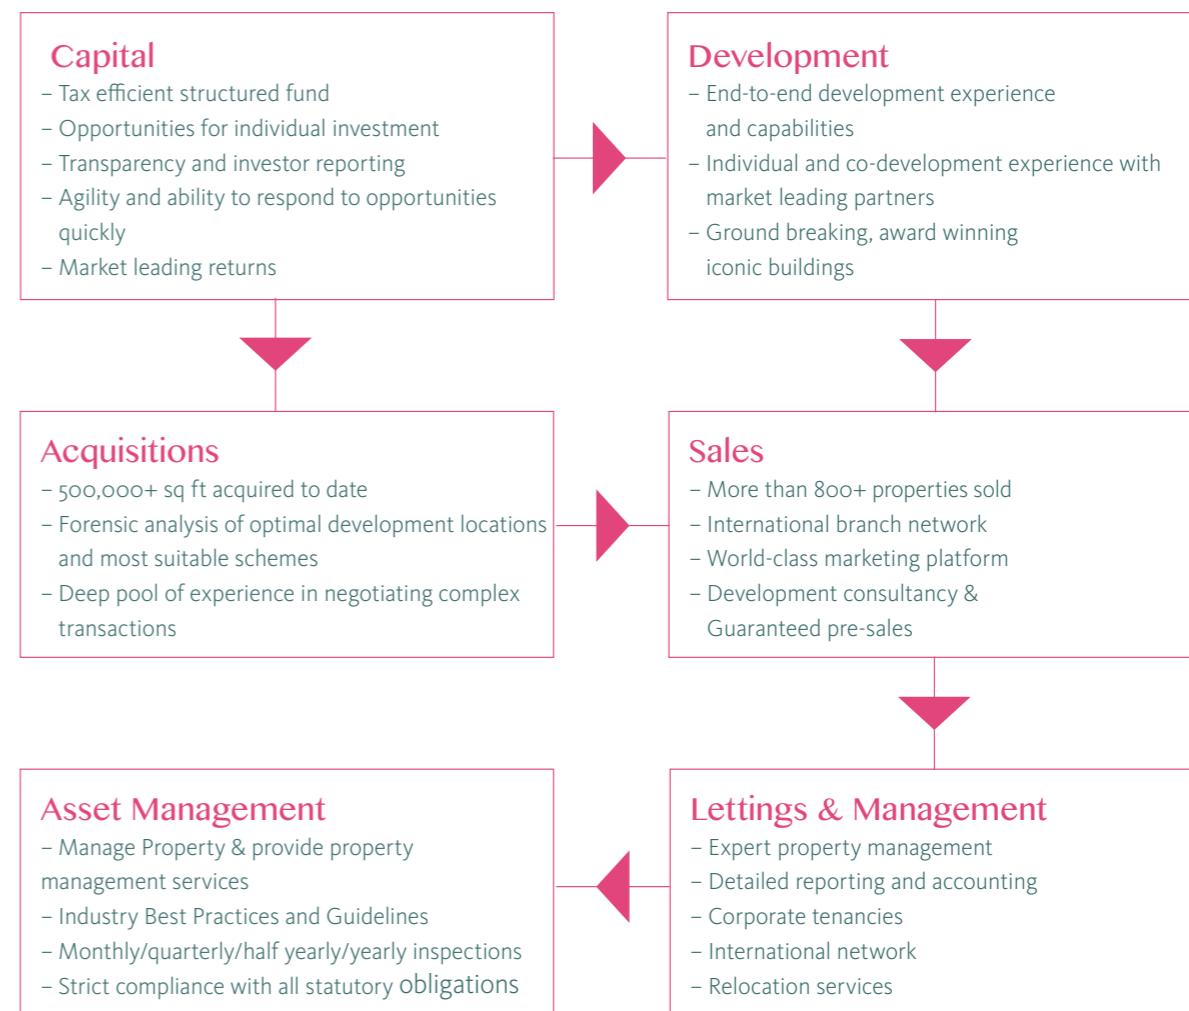 Capital
– Tax efficient structured fund
– Opportunities for individual investment
– Transparency and investor reporting
– Agility and ability to respond to opportunities
quickly
– Market leading returns
Development
– End-to-end development experience
and capabilities
– Individual and co-development experience with
market leading partners
– Ground breaking, award winning
iconic buildings
Acquisitions
– 500,000+ sq ft acquired to date
– Forensic analysis of optimal development locations
and most suitable schemes
– Deep pool of experience in negotiating complex
transactions
Sales
– More than 800+ properties sold
– International branch network
– World-class marketing platform
– Development consultancy &
Guaranteed pre-sales
Asset Management
– Manage Property & provide property
management services
– Industry Best Practices and Guidelines
– Monthly/quarterly/half yearly/yearly inspections
– Strict compliance with all statutory obligations
Lettings & Management
– Expert property management
– Detailed reporting and accounting
– Corporate tenancies
– International network
– Relocation services